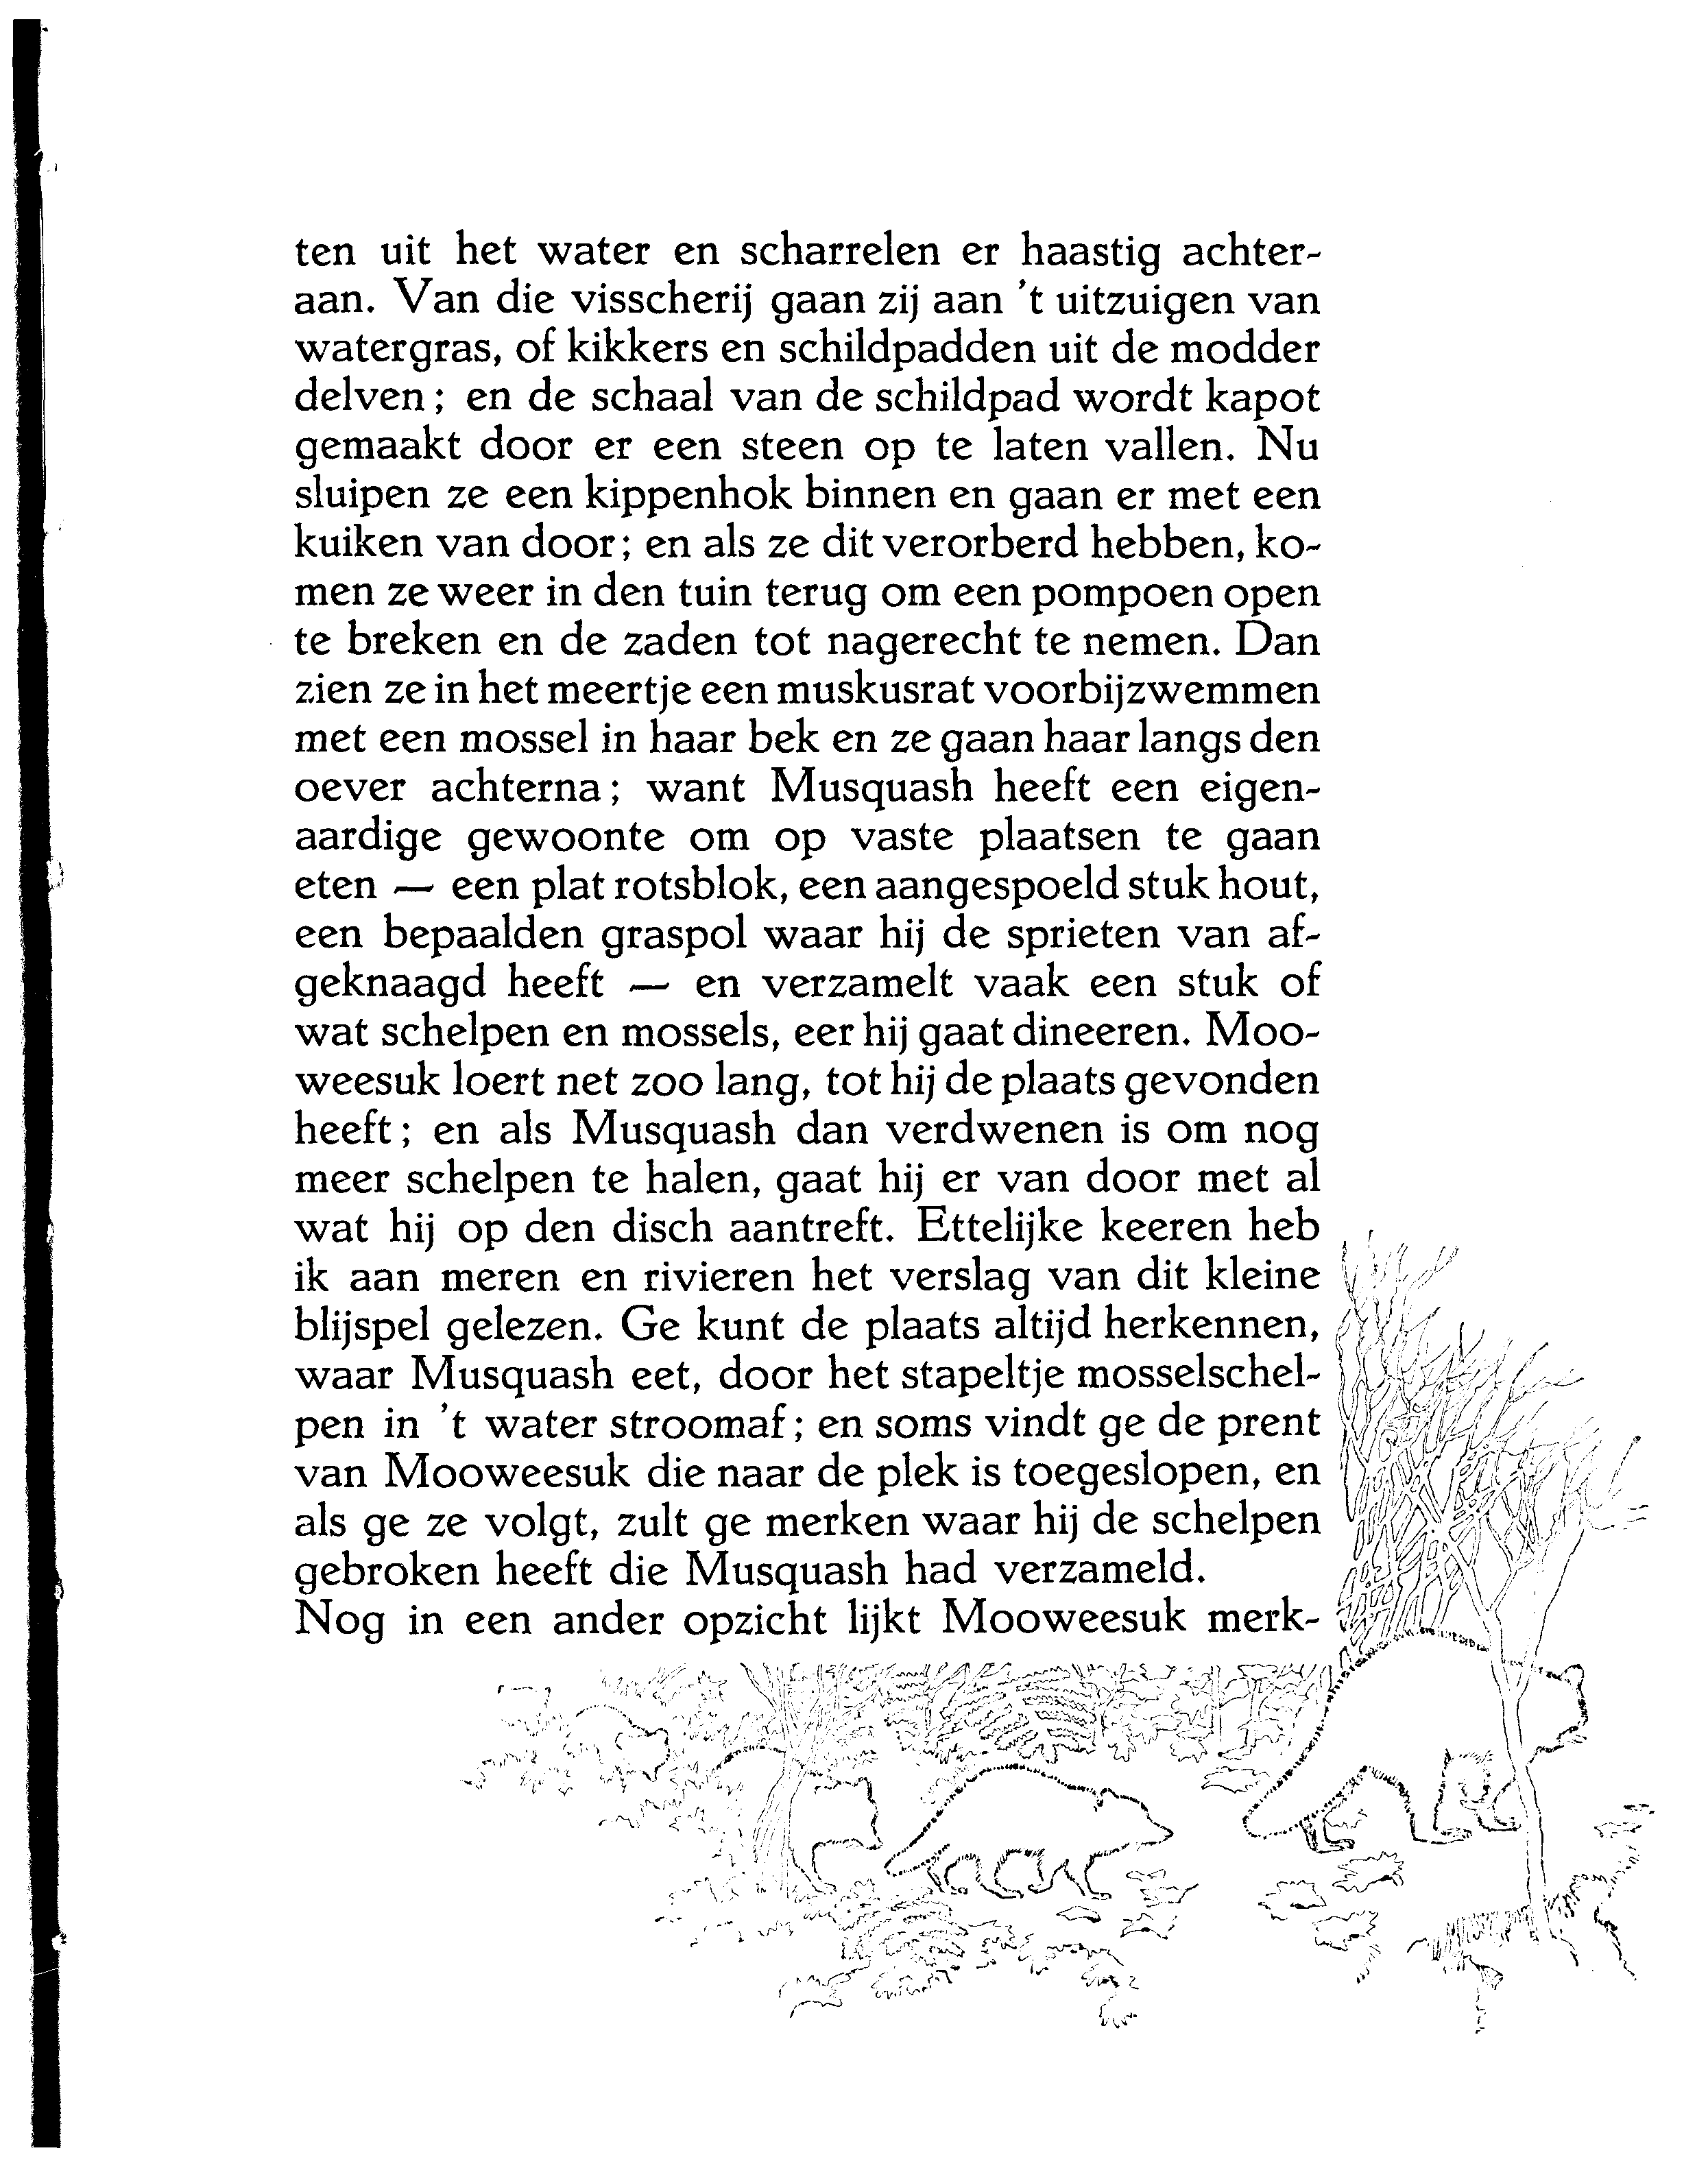 ten uit het water en scharrelen er haastig achter-
aan. Van die visscherij gaan zij aan 't uitzuigen van
watergras, of kikkers en schildpadden uit de modder
delven; en de schaal van de schildpad wordt kapot
gemaakt door er een steen op te laten vallen. Nu
sluipen ze een kippenhok binnen en gaan er met een
kuiken van door; en als ze dit verorberd hebben, ko-
men ze weer in den tuin terug om een pompoen open
te breken en de zaden tot nagerecht te nemen. Dan
zien ze in het meertje een muskusrat voorbijzwemmen
met een mossel in haar bek en ze gaan haar langs den
oever achterna; want Musquash heeft een eigen-
aardige gewoonte om op vaste plaatsen te gaan
eten — een plat rotsblok, een aangespoeld stuk hout,
een bepaalden graspol waar hij de sprieten van af-
geknaagd heeft — en verzamelt vaak een stuk of
wat schelpen en mossels, eer hij gaat dineeren. Moo-
weesuk loert net zoo lang, tot hij de plaats gevonden
heeft; en als Musquash dan verdwenen is om nog
meer schelpen te halen, gaat hij er van door met al
wat hij op den disch aantreft. Ettelijke keeren heb
ik aan meren en rivieren het verslag van dit kleine
blijspel gelezen. Ge kunt de plaats altijd herkennen,
waar Musquash eet, door het stapeltje mosselschel-
pen in 't water stroomaf; en soms vindt ge de prent
van Mooweesuk die naar de plek is toegeslopen, en
als ge ze volgt, zult ge merken waar hij de schelpen
gebroken heeft die Musquash had verzameld.
Nog in een ander opzicht lijkt Mooweesuk merk-